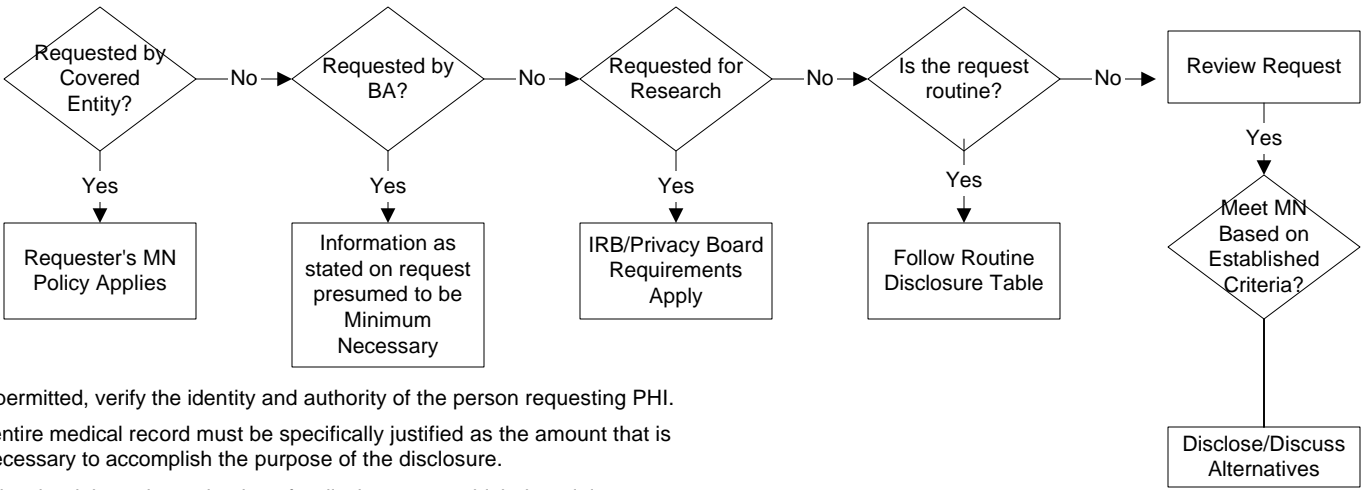 Requested by
Covered
Entity?
No
Requested by
BA?
No
Requested for
Research
No
Is the request
routine?
No
Review Request
Yes
Yes
Yes
Yes
Yes
Requester's MN
Policy Applies
Information as
stated on request
presumed to be
Minimum
Necessary
IRB/Privacy Board
Requirements
Apply
Follow Routine
Disclosure Table
Meet MN
Based on
Established
Criteria?
Disclose/Discuss
Alternatives
permitted, verify the identity and authority of the person requesting PHI.
entire medical record must be specifically justified as the amount that is
necessary to accomplish the purpose of the disclosure.